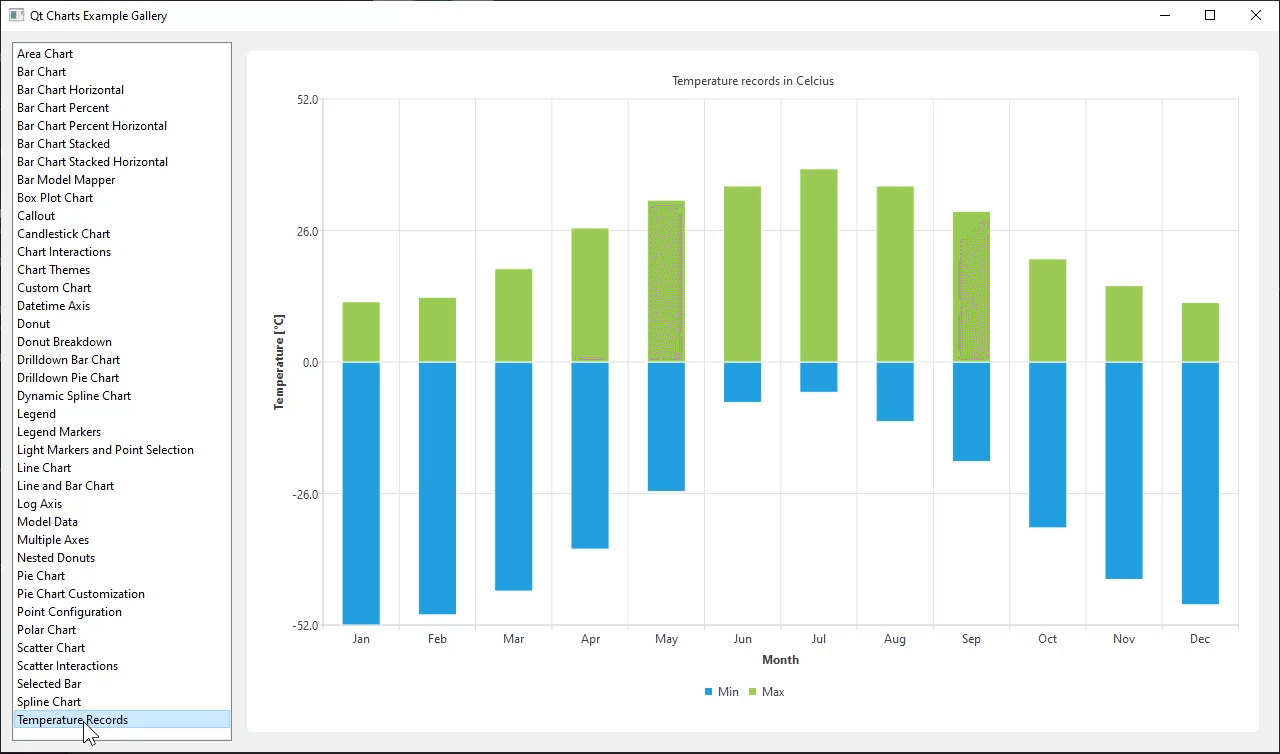 Qt Charts Example Gallery
Area Chart
Bar Chart
Bar Chart Horizontal
Bar Chart Percent
Bar Chart Percent Horizontal
Bar Chart Stacked
Bar Chart Stacked Horizontal
Bar Model Mapper
Box Plot Chart
Callout
Candlestick Chart
Chart Interactions
Chart Themes
Custom Chart
Datetime Axis
Donut
Donut Breakdown
Drilldown Bar Chart
Drilldown Pie Chart
Dynamic Spline Chart
Legend
Legend Markers
Light Markers and Point Selection
Line Chart
Line and Bar Chart
Log Axis
Model Data
Multiple Axes
Nested Donuts
Pie Chart
Pie Chart Customization
Point Configuration
Polar Chart
Scatter Chart
Scatter Interactions
Selected Bar
Spline Chart
Temperature Records
Temperature records in Celcius
52.0
26.0
0.0
-26.0
-52.0
Temperature [°C]
Jan Feb Mar Apr May Jun Jul Aug Sep Oct Nov Dec
Month
Min Max